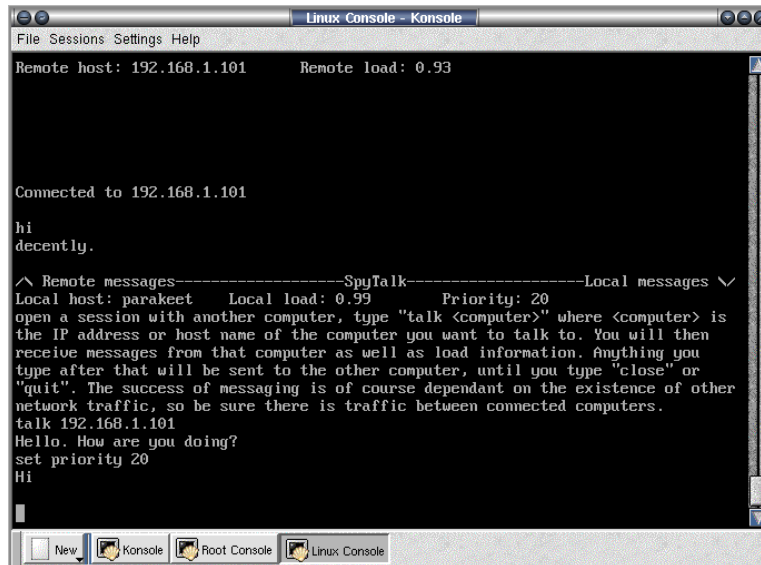 Linux Console - Konsole
File Sessions Settings Help
Remote host: 192.168.1.101 Remote load: 0.93
Connected to 192.168.1.101
hi
decently.
/\ Remote messages-------------------SpyTalk--------------------Local messages \/
Local host: parakeet Local load: 0.99 Priority: 20
open a session with another computer, type "talk <computer>" where <computer> is
the IP address or host name of the computer you want to talk to. You will then
receive messages from that computer as well as load information. Anything you
type after that will be sent to the other computer, until you type "close" or
"quit". The success of messaging is of course dependant on the existence of other
network traffic, so be sure there is traffic between connected computers.
talk 192.168.1.101
Hello. How are you doing?
set priority 20
Hi
New Konsole Root Console Linux Console